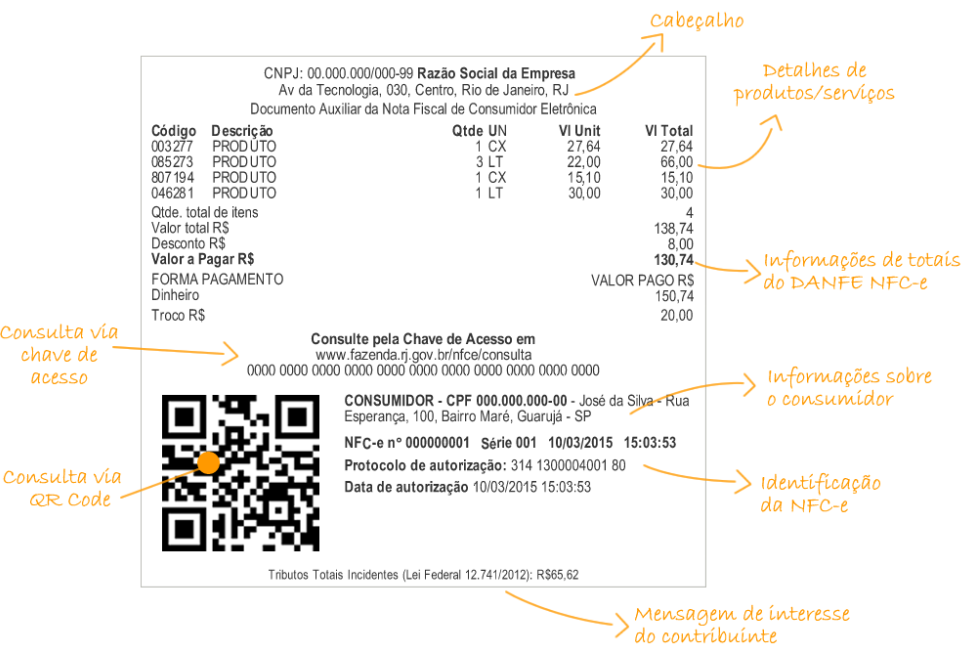 Cabeçalho
CNPJ: 00.000.000/000-99 Razão Social da Empresa
Av da Tecnologia, 030, Centro, Rio de Janeiro, RJ
Documento Auxiliar da Nota Fiscal de Consumidor Eletrônica
Detalhes de
produtos/serviços
Código Descrição Qtde UN Vl Unit Vl Total
003277 PRODUTO 1 CX 27,64 27,64
085273 PRODUTO 3 LT 22,00 66,00
807194 PRODUTO 1 CX 15,10 15,10
046281 PRODUTO 1 LT 30,00 30,00
Qtde. total de itens 4
Valor total R$ 138,74
Desconto R$ 8,00
Valor a Pagar R$ 130,74
Informações de totais
do DANFE NFC-e
FORMA PAGAMENTO VALOR PAGO R$
Dinheiro 150,74
Troco R$ 20,00
Consulta via
chave de
acesso
Consulte pela Chave de Acesso em
www.fazenda.rj.gov.br/nfce/consulta
0000 0000 0000 0000 0000 0000 0000 0000 0000 0000 0000
CONSUMIDOR - CPF 000.000.000-00 - José da Silva - Rua
Esperança, 100, Bairro Maré, Guarujá - SP
Informações sobre
o consumidor
NFC-e nº 000000001 Série 001 10/03/2015 15:03:53
Protocolo de autorização: 314 1300004001 80
Data de autorização 10/03/2015 15:03:53
Consulta via
QR Code
Identificação
da NFC-e
Tributos Totais Incidentes (Lei Federal 12.741/2012): R$65,62
Mensagem de interesse
do contribuinte